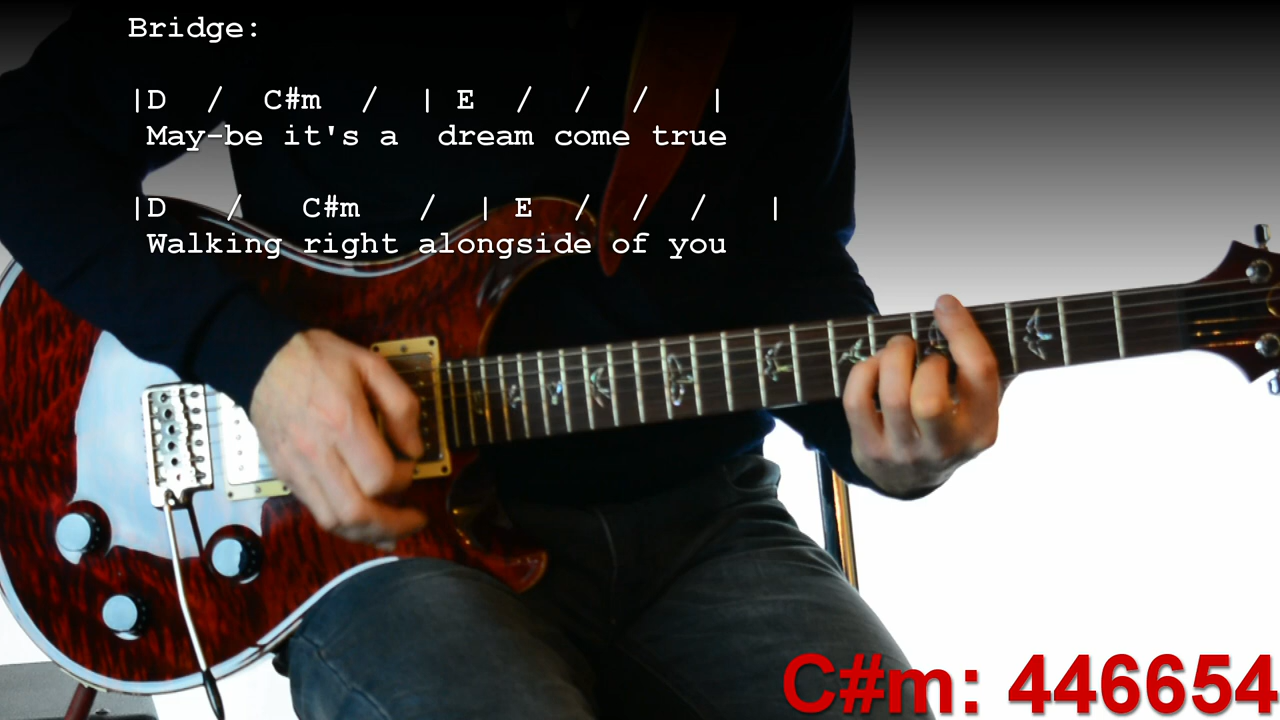 Bridge:
|D / C#m / | E / / / |
May-be it's a dream come true
|D / C#m / | E / / / |
Walking right alongside of you
C#m: 446654